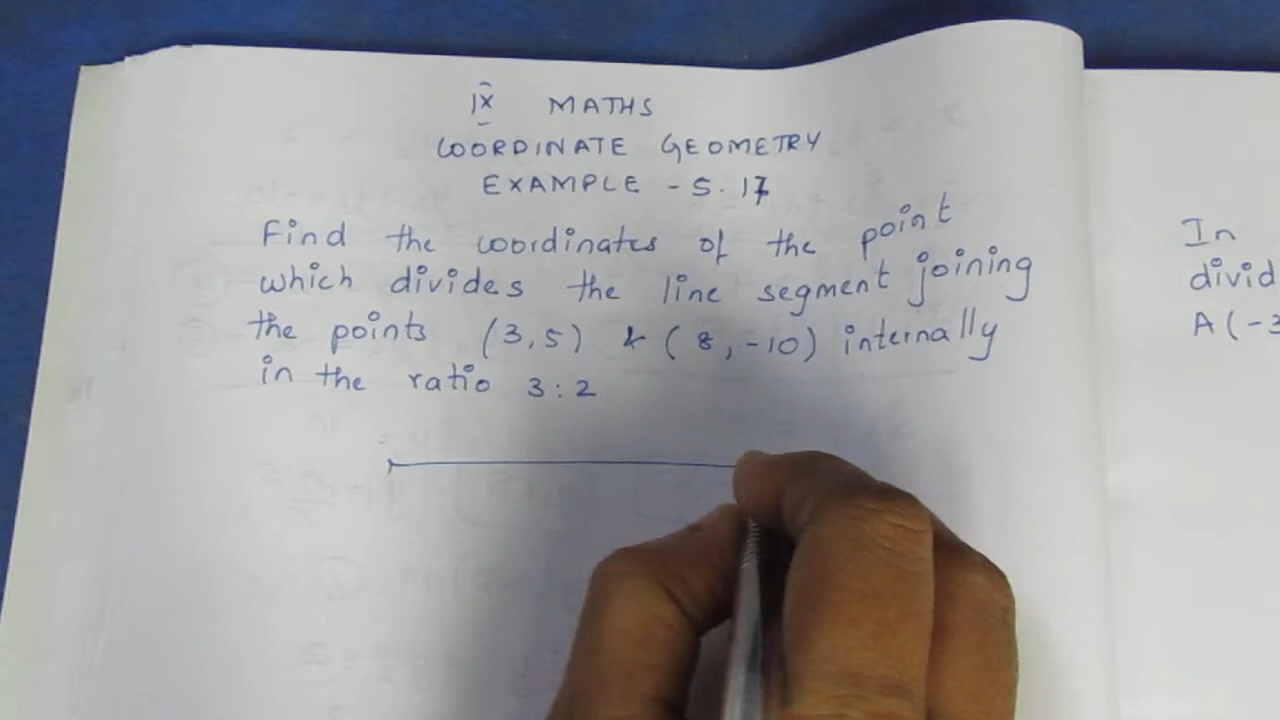 IX MATHS
COORDINATE GEOMETRY
EXAMPLE - 5.17
Find the coordinates of the point
which divides the line segment joining
the points (3,5) & (8,-10) internally
in the ratio 3:2
In
divid
A(-3